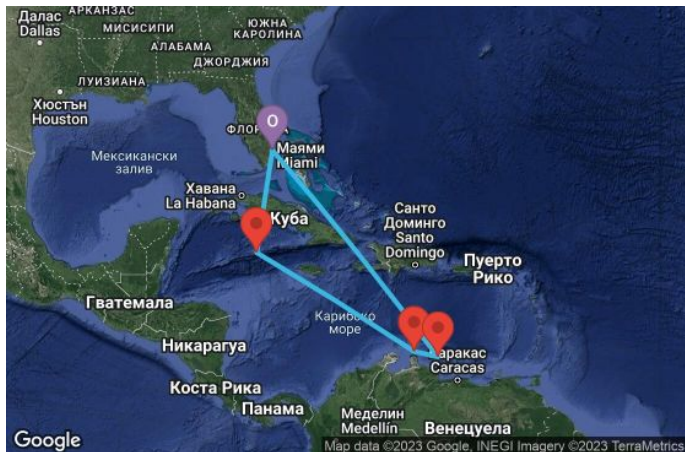 АРКАНЗАС
Далас
Dallas
МИСИСИПИ
ЮЖНА
КАРОЛИНА
АЛАБАМА
ДЖОРДЖИЯ
ЛУИЗИАНА
Хюстън
Houston
O
Маями
Miami
Мексикански
залив
Хавана
La Habana
Куба
Санто
Доминго
Santo
Domingo
Пуерто
Рико
Гватемала
Карибско
море
Никарагуа
Caracas
Коста Рика
Панама
Меделин
Medellín
Венецуела
Google
Map data ©2023 Google, INEGI Imagery ©2023 TerraMetrics